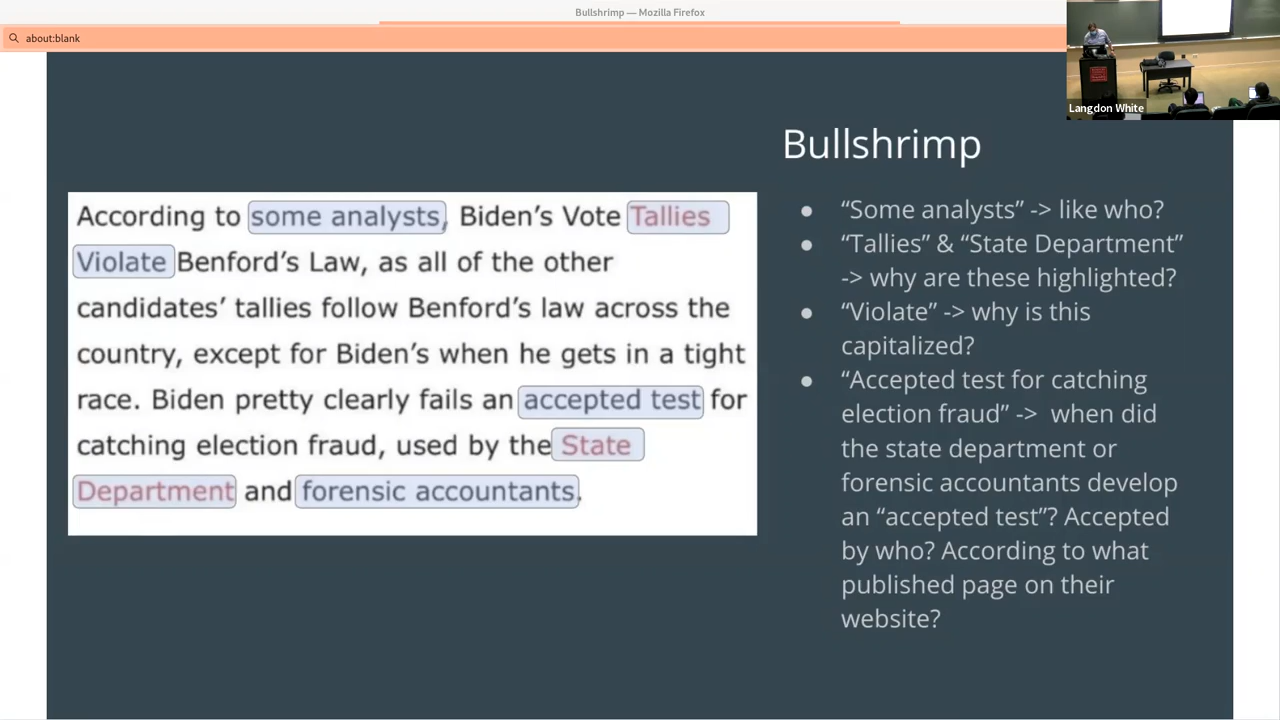 Bullshrimp — Mozilla Firefox
about:blank
Langdon White
Bullshrimp
According to some analysts, Biden’s Vote Tallies
Violate Benford’s Law, as all of the other
candidates’ tallies follow Benford’s law across the
country, except for Biden’s when he gets in a tight
race. Biden pretty clearly fails an accepted test for
catching election fraud, used by the State
Department and forensic accountants.
● “Some analysts” -> like who?
● “Tallies” & “State Department”
-> why are these highlighted?
● “Violate” -> why is this
capitalized?
● “Accepted test for catching
election fraud” -> when did
the state department or
forensic accountants develop
an “accepted test”? Accepted
by who? According to what
published page on their
website?